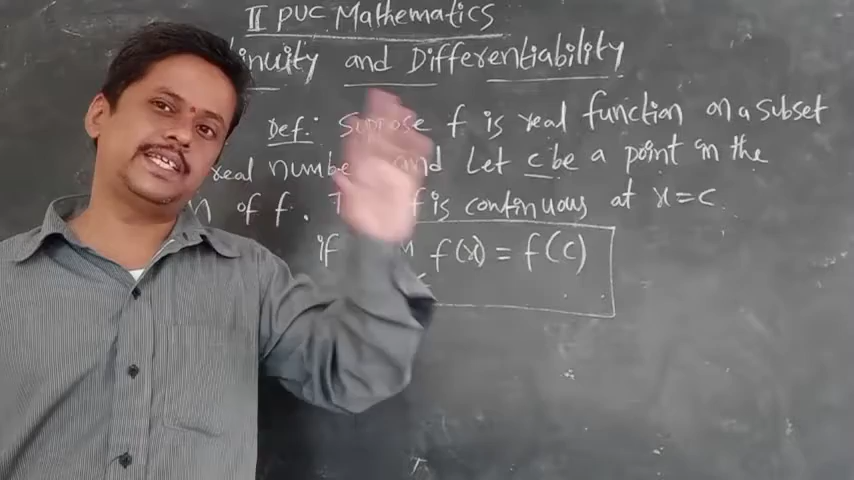 II PUC Mathematics
inuity and Differentiability
Def: Suppose f is real function on a subset
real number and Let c be a point in the
of f. f is continuous at x=c
if f(x) = f(c)